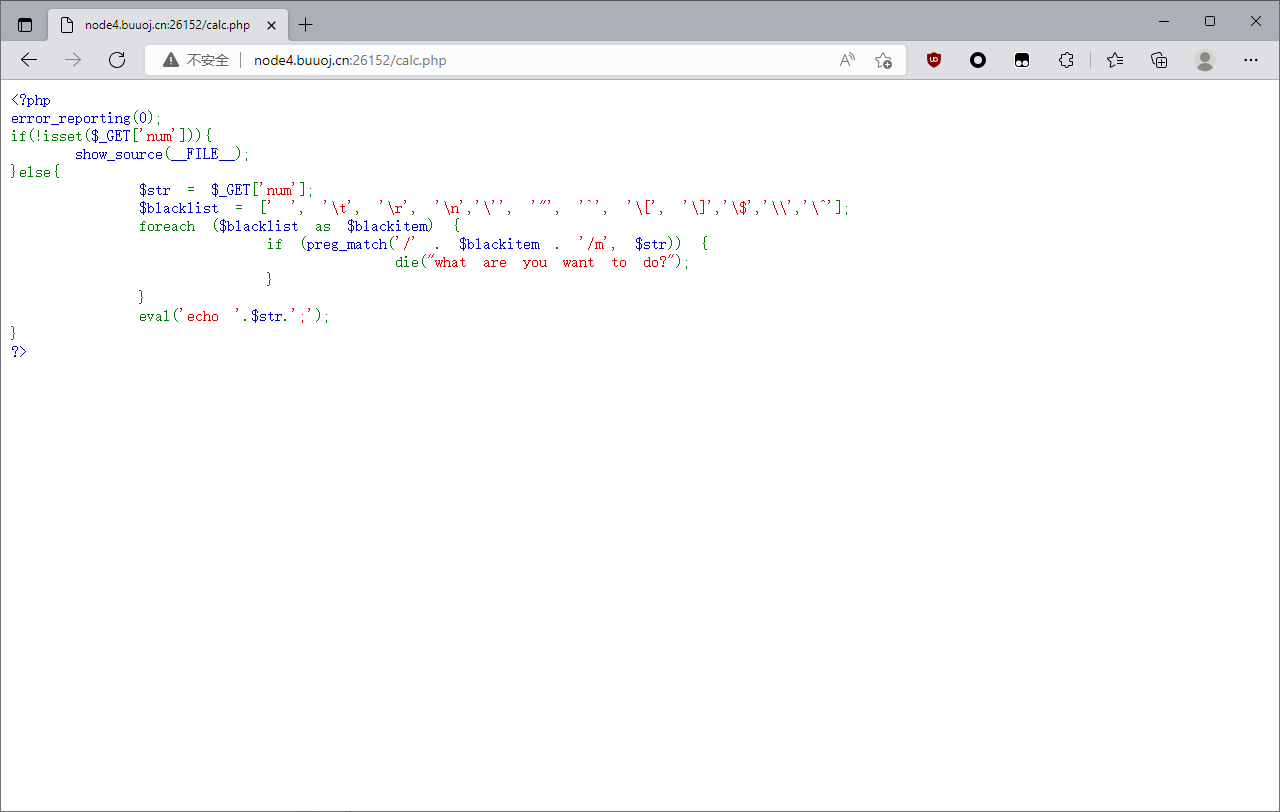 node4.buuoj.cn:26152/calc.php
不安全 node4.buuoj.cn:26152/calc.php
<?php
error_reporting(0);
if(!isset($_GET['num'])){
    show_source(__FILE__);
}else{
        $str = $_GET['num'];
        $blacklist = [' ', '\t', '\r', '\n','\'', '"', '`', '\[', '\]','\$','\\','\^'];
        foreach ($blacklist as $blackitem) {
                if (preg_match('/' . $blackitem . '/m', $str)) {
                        die("what are you want to do?");
                }
        }
        eval('echo '.$str.';');
}
?>